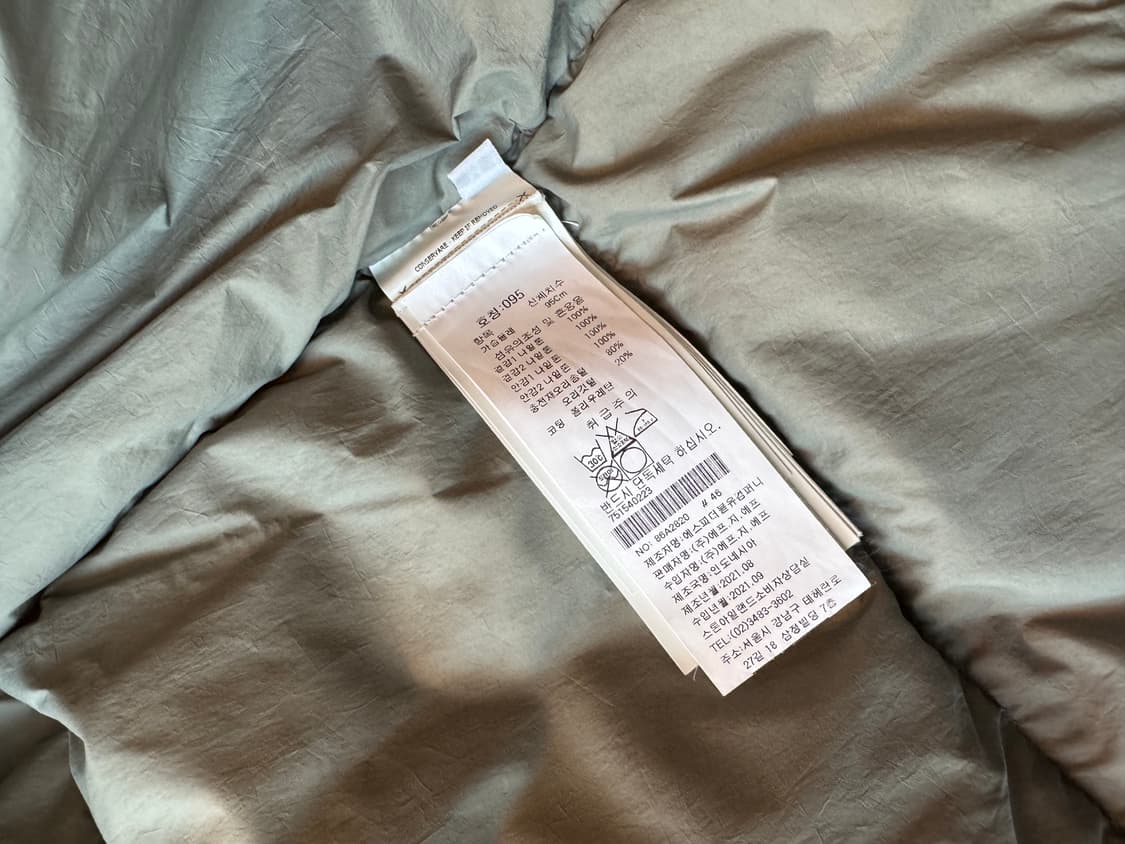 CONSERVARE - KEEP IF REMOVED
호칭:095
항목 신체치수
가슴둘레 95Cm
섬유의조성 및 혼용율
겉감1 나일론 100%
겉감2 나일론 100%
안감1 나일론 100%
안감2 나일론 100%
충전재오리솜털 80%
오리깃털 20%
코팅 폴리우레탄
취급주의
30C
반드시 단독세탁 하십시오.
751540223
NO: 86A2820 # 46
제조자명:에스피더블유컴퍼니
판매자명:(주)에프.지.에프
수입자명:(주)에프.지.에프
제조국명:인도네시아
제조년월:2021.08
수입년월:2021.09
스톤아일랜드소비자상담실
TEL:(02)3483-3602
주소:서울시 강남구 테헤란로
27길 18 삼정빌딩 7층